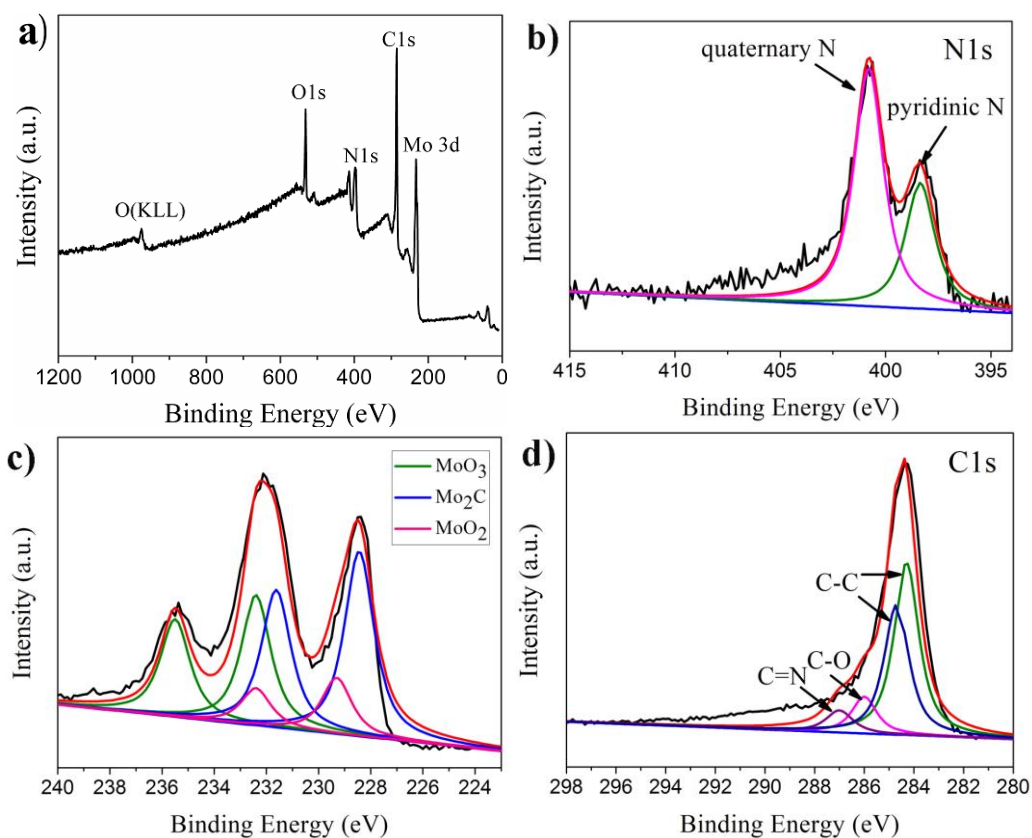 a)
C1s
O1s
Mo 3d
N1s
O(KLL)
Intensity (a.u.)
1200 1000 800 600 400 200 0
Binding Energy (eV)
b)
N1s
quaternary N
pyridinic N
Intensity (a.u.)
415 410 405 400 395
Binding Energy (eV)
c)
MoO3
Mo2C
MoO2
Intensity (a.u.)
240 238 236 234 232 230 228 226 224
Binding Energy (eV)
d)
C1s
C-C
C-O
C=N
Intensity (a.u.)
298 296 294 292 290 288 286 284 282 280
Binding Energy (eV)